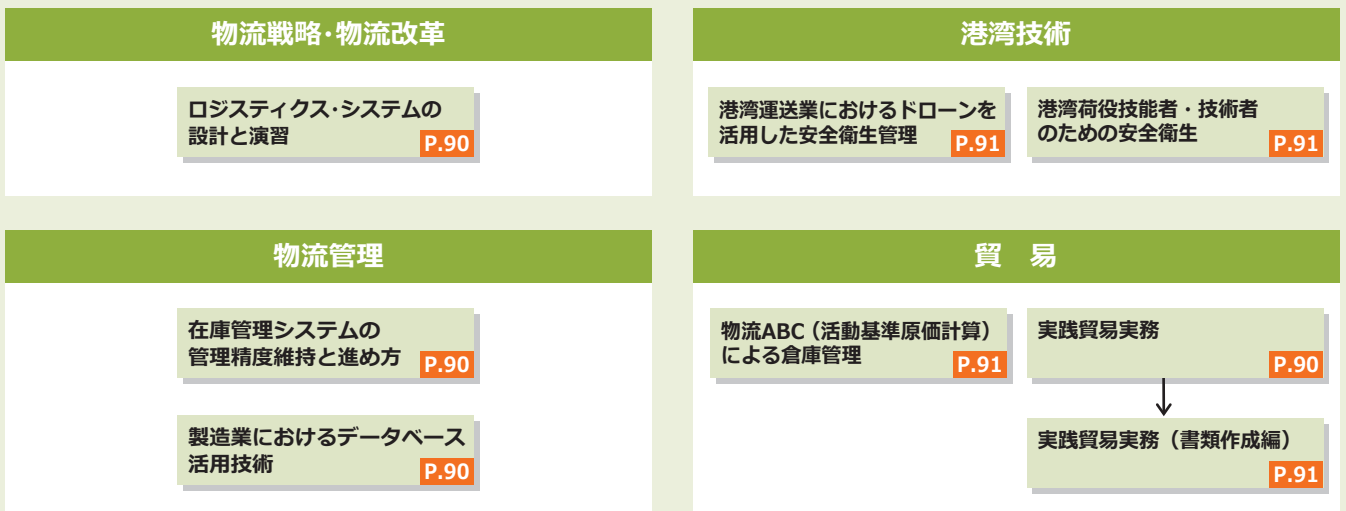 物流戦略・物流改革
ロジスティクス・システムの
設計と演習
P.90
港湾技術
港湾運送業におけるドローンを
活用した安全衛生管理
P.91
港湾荷役技能者・技術者
のための安全衛生
P.91
物流管理
在庫管理システムの
管理精度維持と進め方
P.90
製造業におけるデータベース
活用技術
P.90
貿　易
物流ABC（活動基準原価計算）
による倉庫管理
P.91
実践貿易実務
P.90
実践貿易実務（書類作成編）
P.91